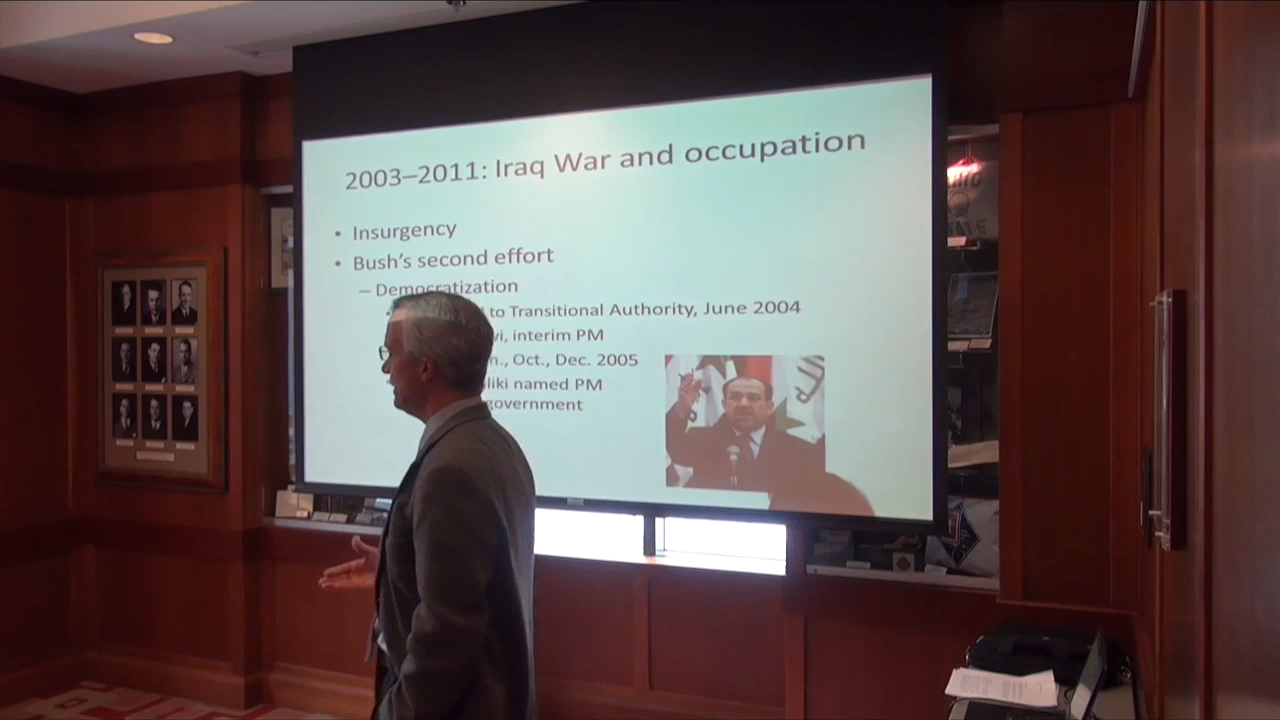 2003–2011: Iraq War and occupation
• Insurgency
• Bush's second effort
– Democratization
to Transitional Authority, June 2004
vi, interim PM
n., Oct., Dec. 2005
liki named PM
government